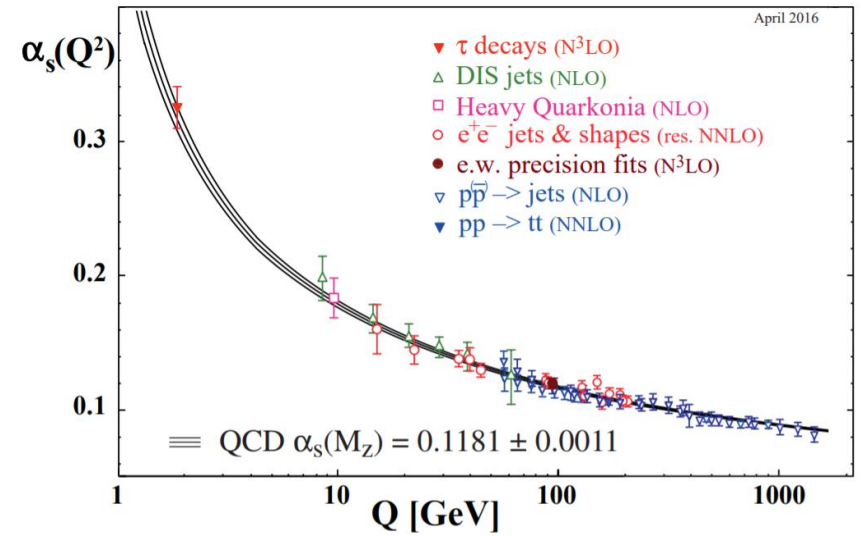 April 2016
αs(Q²)
τ decays (N³LO)
DIS jets (NLO)
Heavy Quarkonia (NLO)
e⁺e⁻ jets & shapes (res. NNLO)
e.w. precision fits (N³LO)
p(p̄) –> jets (NLO)
pp –> tt (NNLO)
0.3
0.2
0.1
QCD αs(Mz) = 0.1181 ± 0.0011
1
10
100
1000
Q [GeV]